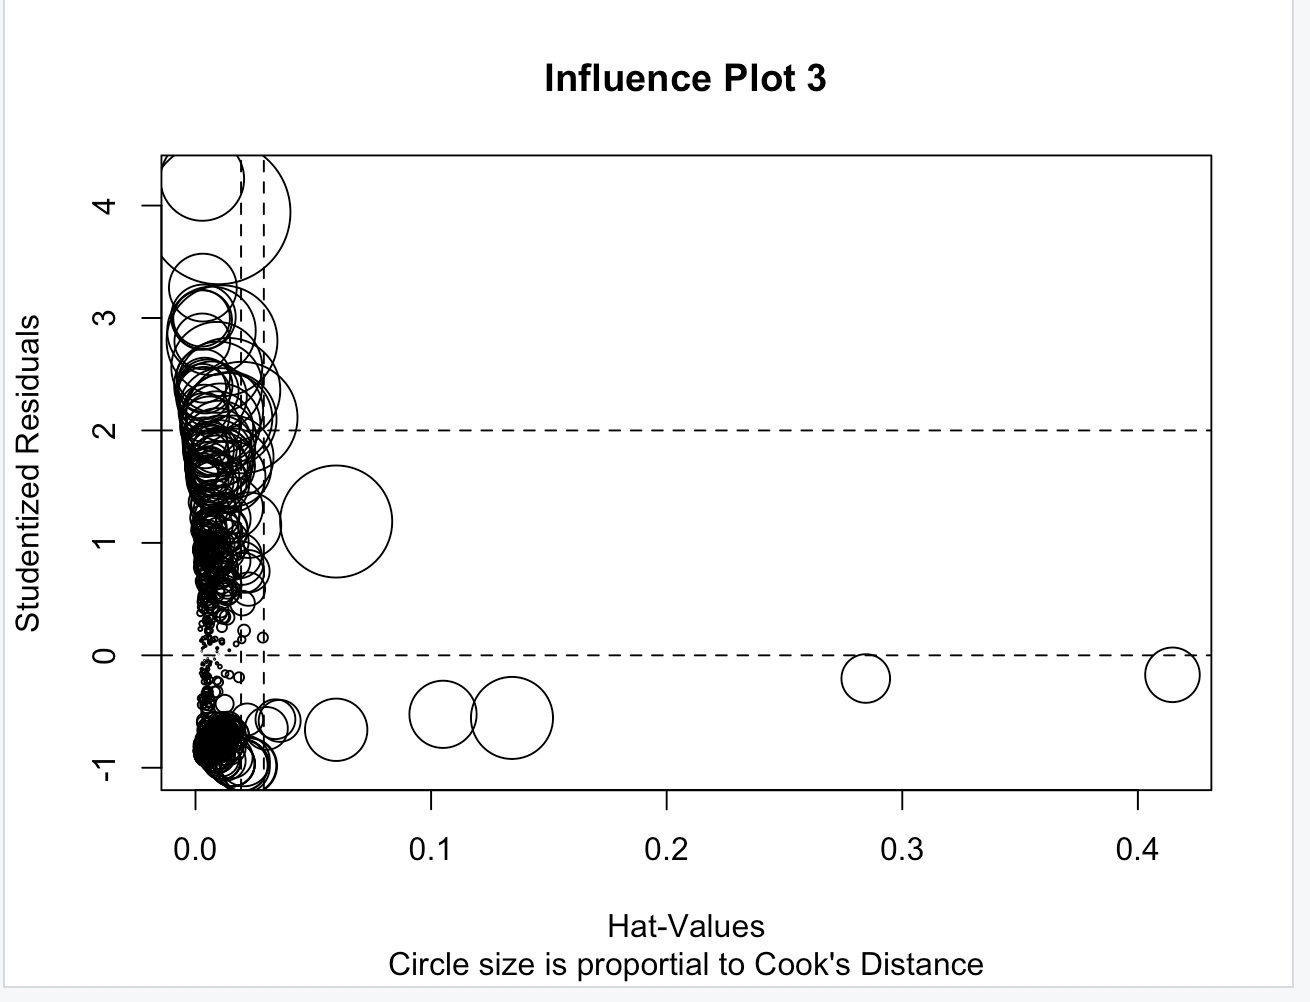 Influence Plot 3
Studentized Residuals
4
3
2
1
0
-1
0.0 0.1 0.2 0.3 0.4
Hat-Values
Circle size is proportial to Cook's Distance